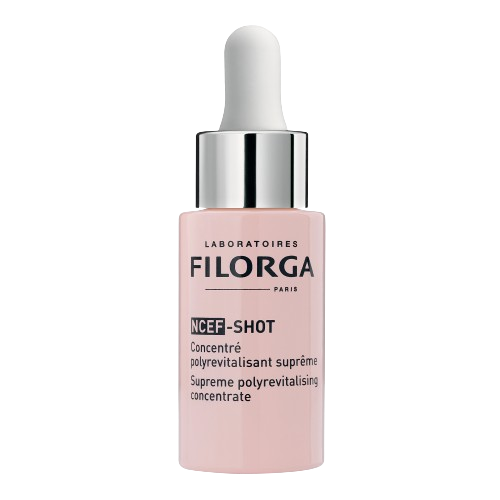 LABORATOIRES
FILORGA
PARIS
NCEF-SHOT
Concentré
polyrevitalisant suprême
Supreme polyrevitalising
concentrate